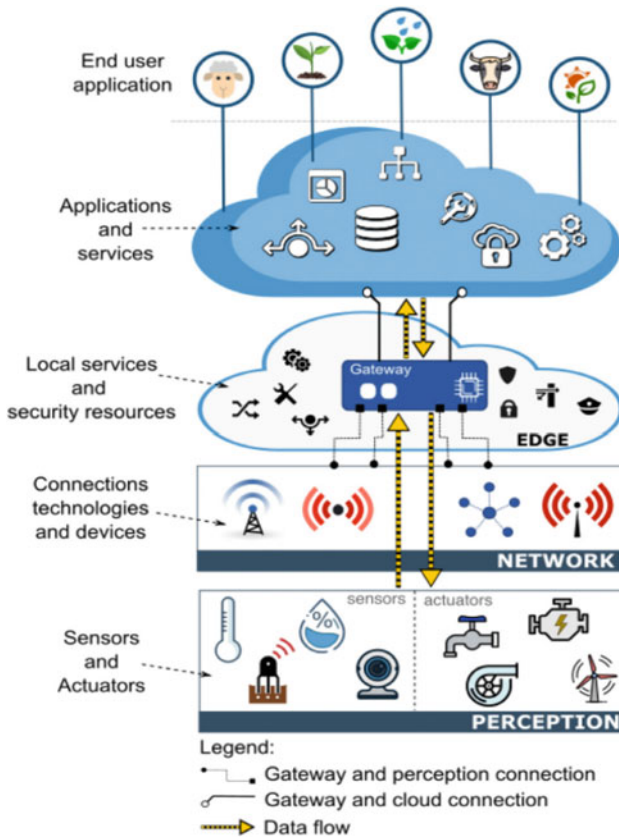 End user
application
Applications
and
services
Local services
and
security resources
Gateway
EDGE
Connections
technologies
and devices
NETWORK
Sensors
and
Actuators
sensors
actuators
%
PERCEPTION
Legend:
Gateway and perception connection
Gateway and cloud connection
Data flow